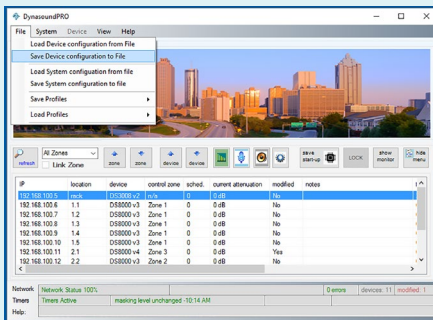 DynasoundPRO
File System Device View Help
Load Device configuration from File
Save Device configuration to File
Load System configuation from file
Save System configuration to file
Save Profiles
Load Profiles
refresh
All Zones
Link Zone
zone zone device device
save start-up
LOCK
show monitor
hide menu
IP location device control zone sched. current attenuation modified notes
192.168.100.5 rack DS3008 v2 n/a 0 0 dB No
192.168.100.6 1.1 DS8000 v3 Zone 1 0 0 dB No
192.168.100.7 1.2 DS8000 v3 Zone 1 0 0 dB No
192.168.100.8 1.3 DS8000 v3 Zone 1 0 0 dB No
192.168.100.9 1.4 DS8000 v3 Zone 1 0 0 dB No
192.168.100.10 1.5 DS8000 v3 Zone 1 0 0 dB No
192.168.100.11 2.1 DS8000 v4 Zone 3 0 0 dB Yes
192.168.100.12 2.2 DS8000 v3 Zone 2 0 0 dB No
Network Network Status 100% 0 errors devices: 11 modified: 1
Timers Timers Active masking level unchanged -10:14 AM
Help: